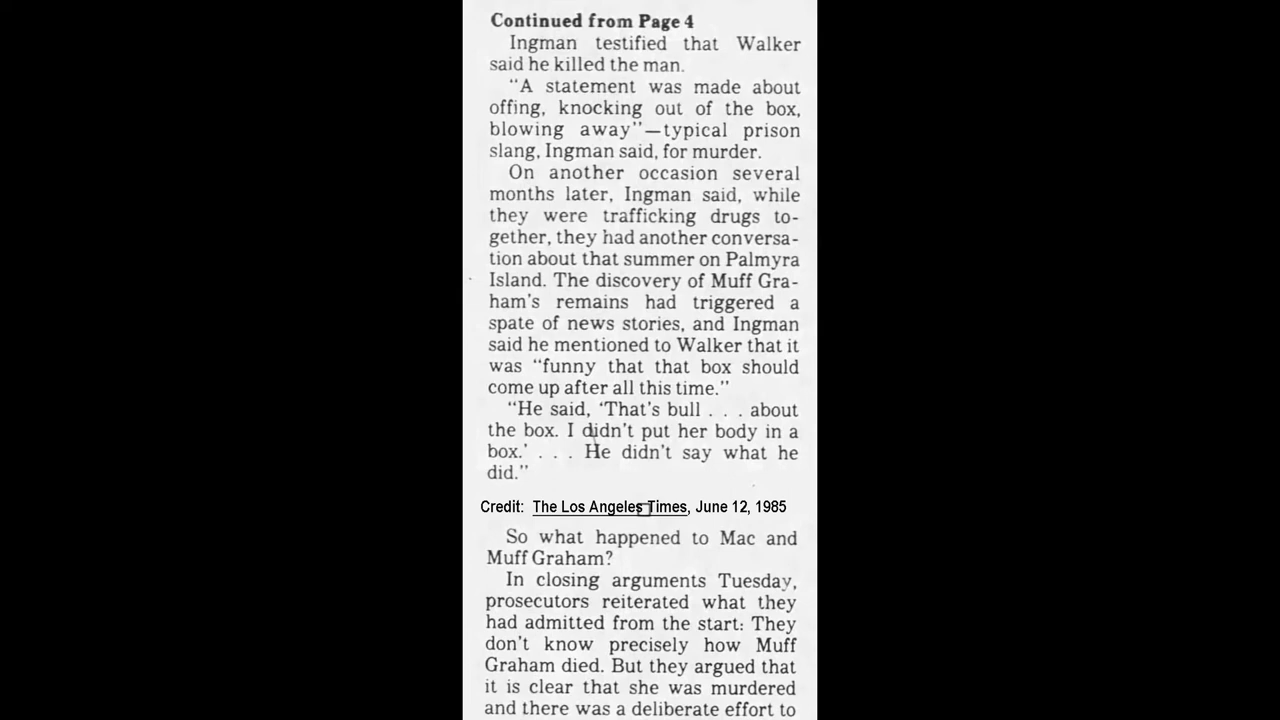 Continued from Page 4
Ingman testified that Walker
said he killed the man.
“A statement was made about
offing, knocking out of the box,
blowing away”—typical prison
slang, Ingman said, for murder.
On another occasion several
months later, Ingman said, while
they were trafficking drugs to-
gether, they had another conversa-
tion about that summer on Palmyra
Island. The discovery of Muff Gra-
ham’s remains had triggered a
spate of news stories, and Ingman
said he mentioned to Walker that it
was “funny that that box should
come up after all this time.”
“He said, ‘That’s bull . . . about
the box. I didn’t put her body in a
box.’ . . . He didn’t say what he
did.”
Credit: The Los Angeles Times, June 12, 1985
So what happened to Mac and
Muff Graham?
In closing arguments Tuesday,
prosecutors reiterated what they
had admitted from the start: They
don’t know precisely how Muff
Graham died. But they argued that
it is clear that she was murdered
and there was a deliberate effort to